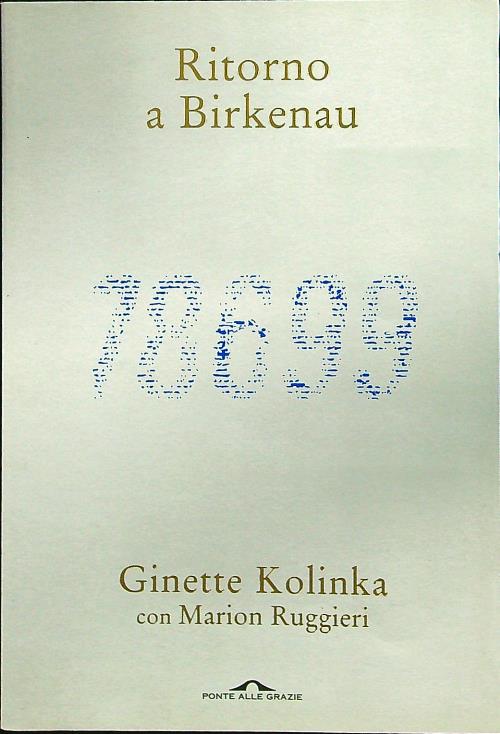 Ritorno
a Birkenau
78699
Ginette Kolinka
con Marion Ruggieri
PONTE ALLE GRAZIE